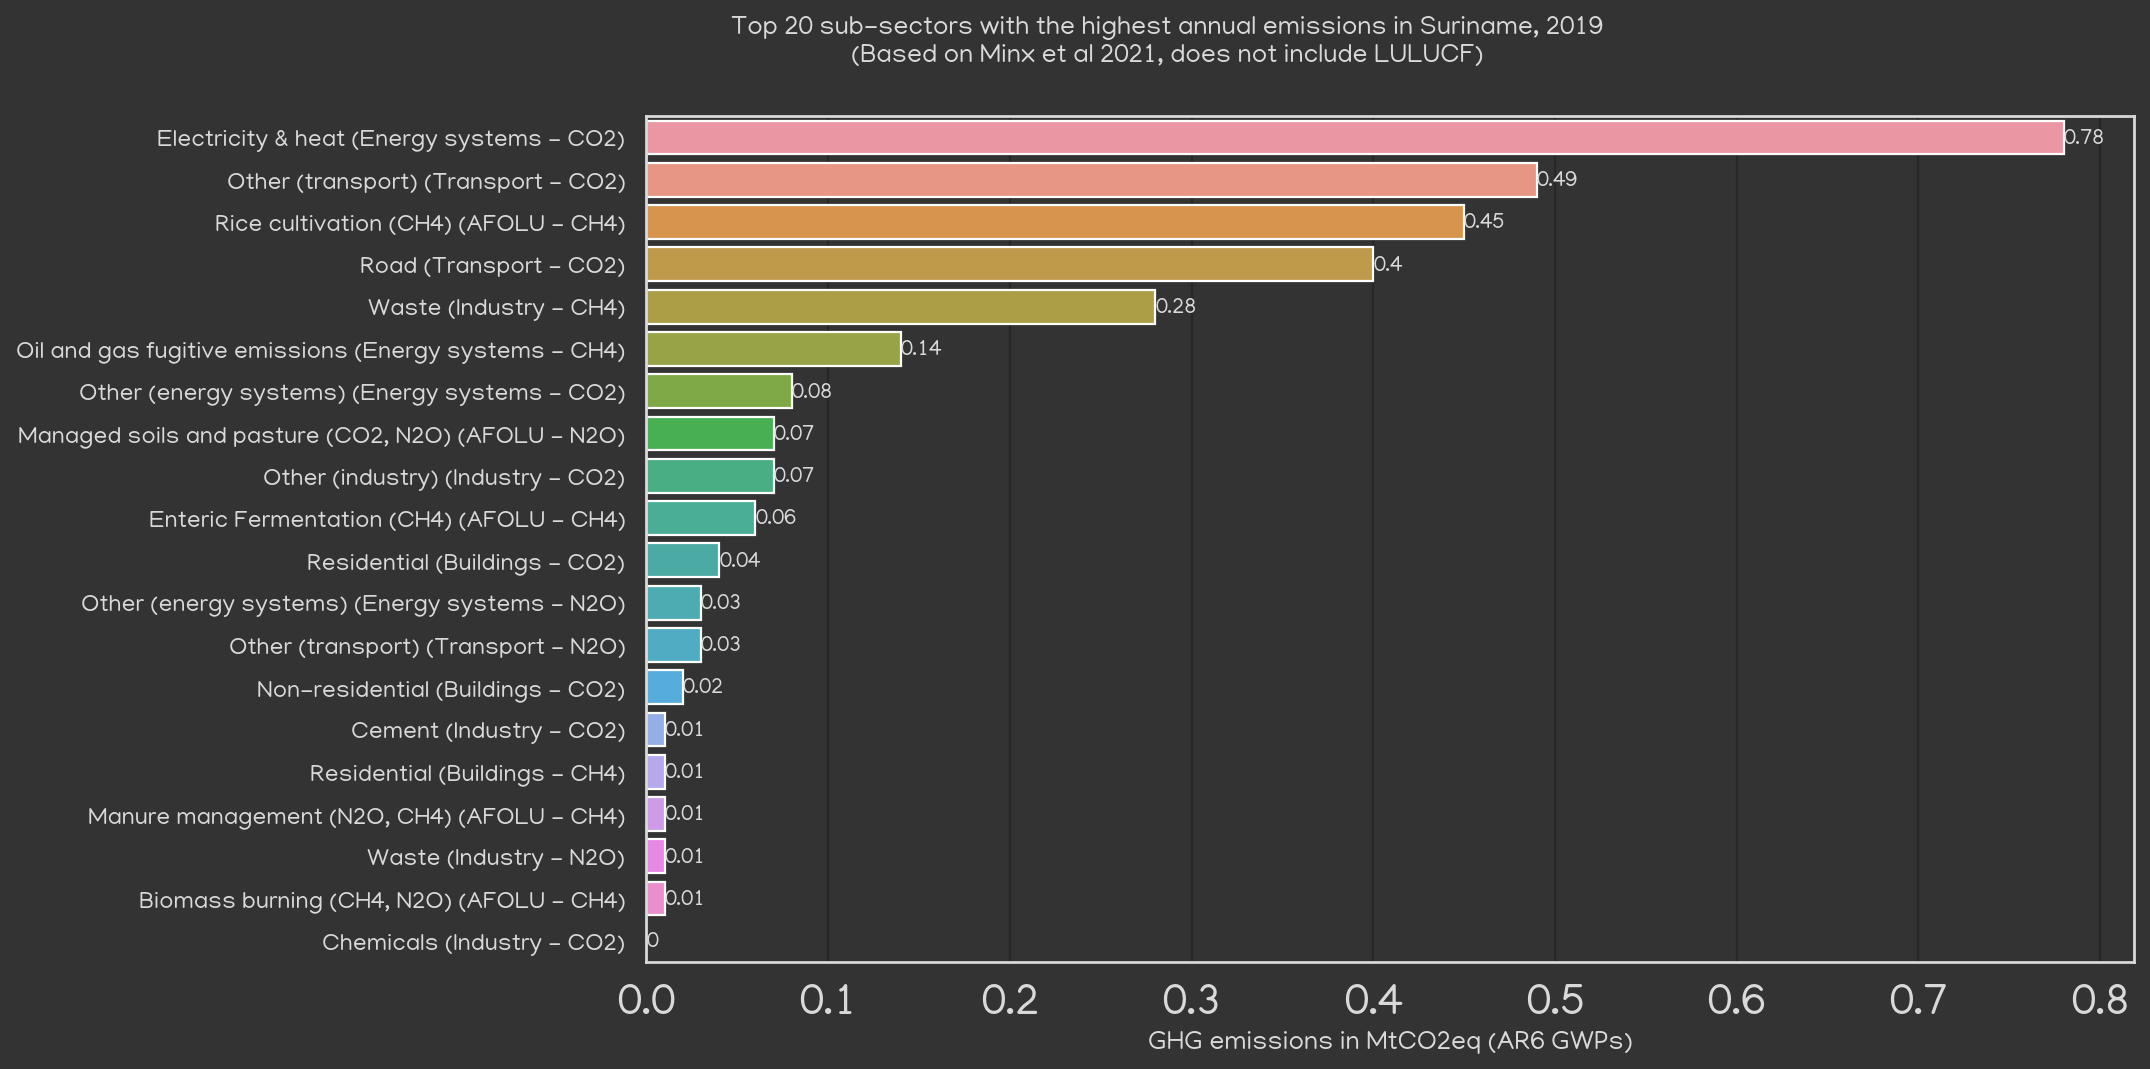 Top 20 sub-sectors with the highest annual emissions in Suriname, 2019
(Based on Minx et al 2021, does not include LULUCF)
Electricity & heat (Energy systems - CO2) 0.78
Other (transport) (Transport - CO2) 0.49
Rice cultivation (CH4) (AFOLU - CH4) 0.45
Road (Transport - CO2) 0.4
Waste (Industry - CH4) 0.28
Oil and gas fugitive emissions (Energy systems - CH4) 0.14
Other (energy systems) (Energy systems - CO2) 0.08
Managed soils and pasture (CO2, N2O) (AFOLU - N2O) 0.07
Other (industry) (Industry - CO2) 0.07
Enteric Fermentation (CH4) (AFOLU - CH4) 0.06
Residential (Buildings - CO2) 0.04
Other (energy systems) (Energy systems - N2O) 0.03
Other (transport) (Transport - N2O) 0.03
Non-residential (Buildings - CO2) 0.02
Cement (Industry - CO2) 0.01
Residential (Buildings - CH4) 0.01
Manure management (N2O, CH4) (AFOLU - CH4) 0.01
Waste (Industry - N2O) 0.01
Biomass burning (CH4, N2O) (AFOLU - CH4) 0.01
Chemicals (Industry - CO2) 0
0.0 0.1 0.2 0.3 0.4 0.5 0.6 0.7 0.8
GHG emissions in MtCO2eq (AR6 GWPs)